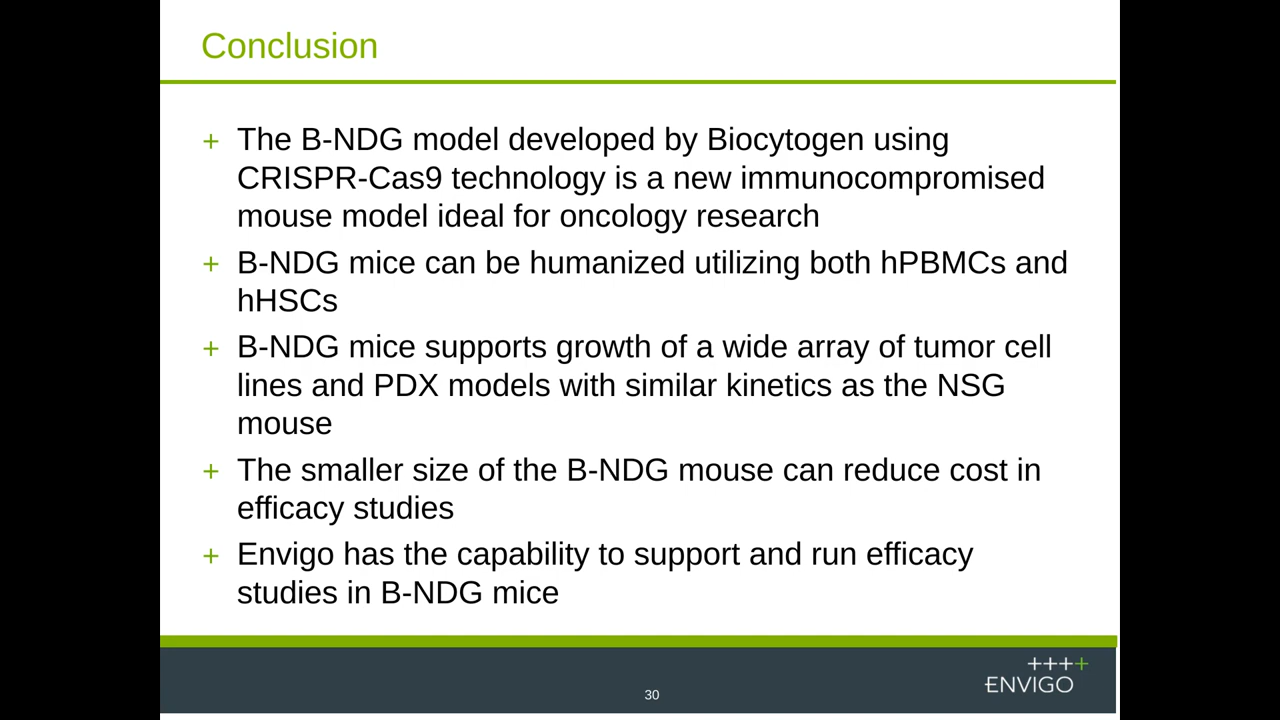 Conclusion
+ The B-NDG model developed by Biocytogen using
CRISPR-Cas9 technology is a new immunocompromised
mouse model ideal for oncology research
+ B-NDG mice can be humanized utilizing both hPBMCs and
hHSCs
+ B-NDG mice supports growth of a wide array of tumor cell
lines and PDX models with similar kinetics as the NSG
mouse
+ The smaller size of the B-NDG mouse can reduce cost in
efficacy studies
+ Envigo has the capability to support and run efficacy
studies in B-NDG mice
30
++++
ENVIGO